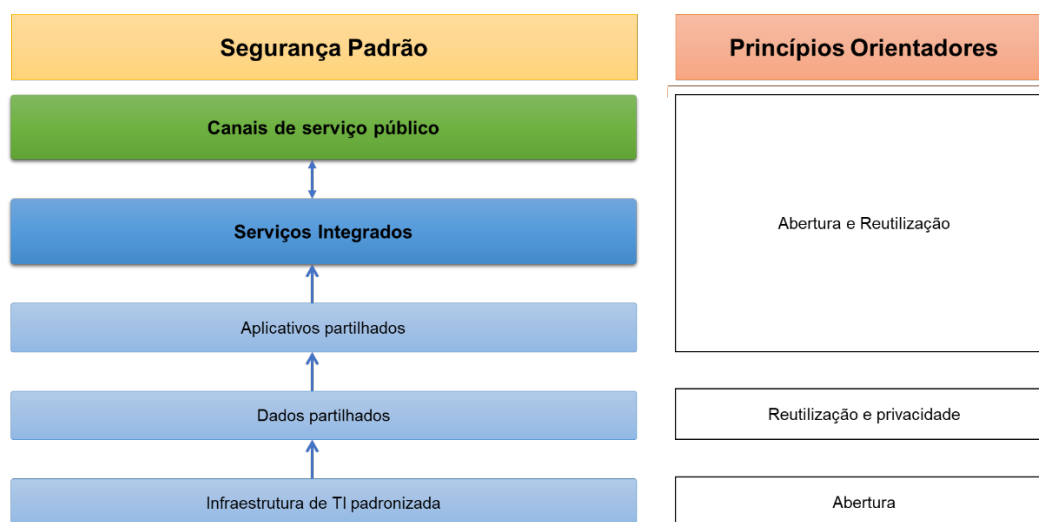 Segurança Padrão
Princípios Orientadores
Canais de serviço público
Serviços Integrados
Abertura e Reutilização
Aplicativos partilhados
Dados partilhados
Reutilização e privacidade
Infraestrutura de TI padronizada
Abertura